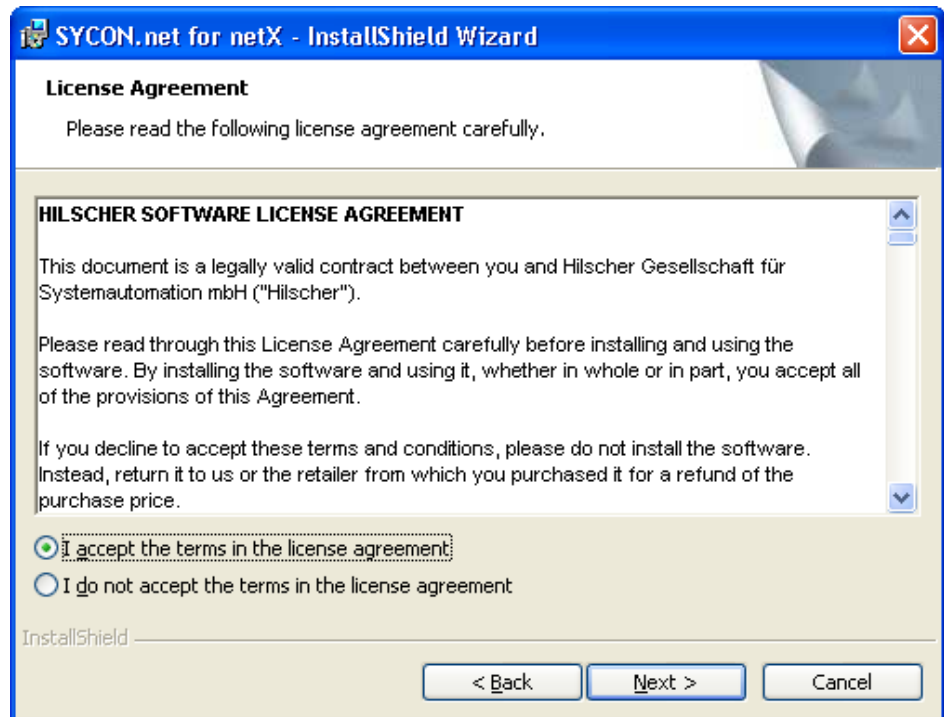 SYCON.net for netX - InstallShield Wizard
License Agreement
Please read the following license agreement carefully.
HILSCHER SOFTWARE LICENSE AGREEMENT
This document is a legally valid contract between you and Hilscher Gesellschaft für
Systemautomation mbH ("Hilscher").
Please read through this License Agreement carefully before installing and using the
software. By installing the software and using it, whether in whole or in part, you accept all
of the provisions of this Agreement.
If you decline to accept these terms and conditions, please do not install the software.
Instead, return it to us or the retailer from which you purchased it for a refund of the
purchase price.
I accept the terms in the license agreement
I do not accept the terms in the license agreement
InstallShield
< Back
Next >
Cancel